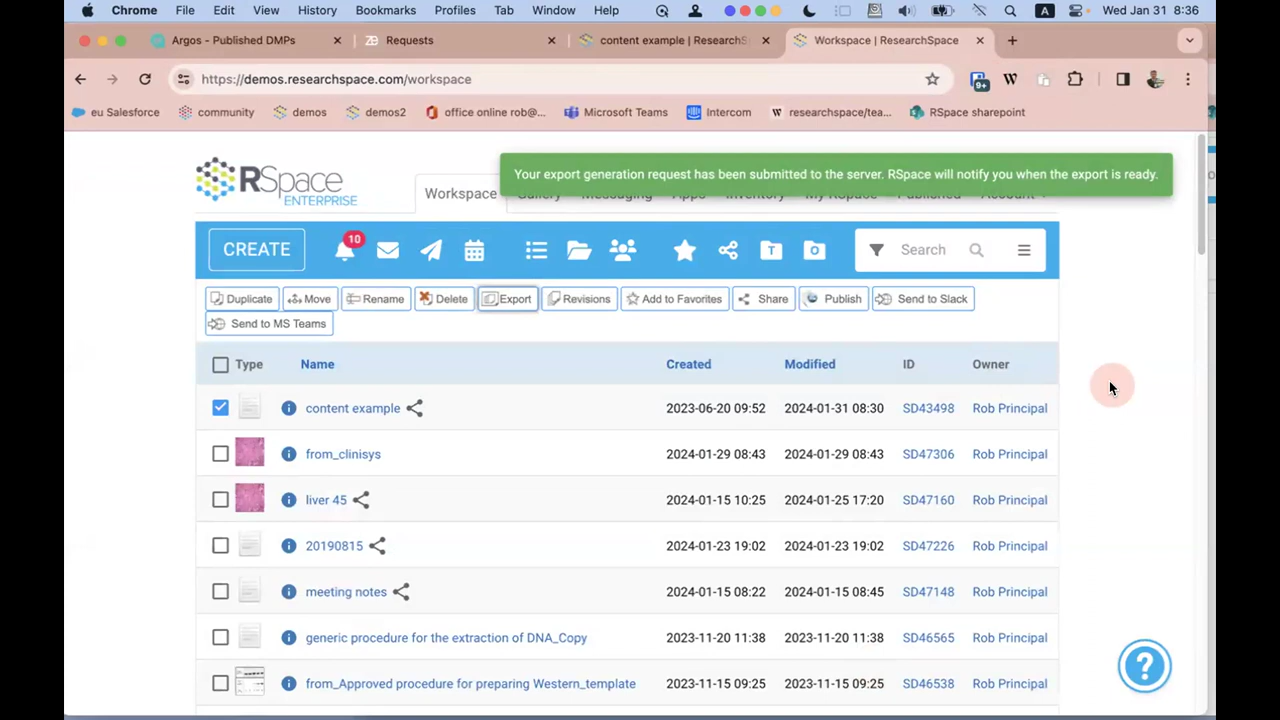 Chrome File Edit View History Bookmarks Profiles Tab Window Help A Wed Jan 31 8:36
Argos - Published DMPs Requests content example | ResearchS Workspace | ResearchSpace
https://demos.researchspace.com/workspace 9+ W
eu Salesforce community demos demos2 office online rob@... Microsoft Teams Intercom W researchspace/tea... RSpace sharepoint
Your export generation request has been submitted to the server. RSpace will notify you when the export is ready.
RSpace
ENTERPRISE
Workspace Gallery Messaging Apps Inventory My RSpace Published Account
CREATE 10 T O Search
Duplicate Move Rename Delete Export Revisions Add to Favorites Share Publish Send to Slack
Send to MS Teams
Type Name Created Modified ID Owner
content example 2023-06-20 09:52 2024-01-31 08:30 SD43498 Rob Principal
from_clinisys 2024-01-29 08:43 2024-01-29 08:43 SD47306 Rob Principal
liver 45 2024-01-15 10:25 2024-01-25 17:20 SD47160 Rob Principal
20190815 2024-01-23 19:02 2024-01-23 19:02 SD47226 Rob Principal
meeting notes 2024-01-15 08:22 2024-01-15 08:45 SD47148 Rob Principal
generic procedure for the extraction of DNA_Copy 2023-11-20 11:38 2023-11-20 11:38 SD46565 Rob Principal
from_Approved procedure for preparing Western_template 2023-11-15 09:25 2023-11-15 09:25 SD46538 Rob Principal
?